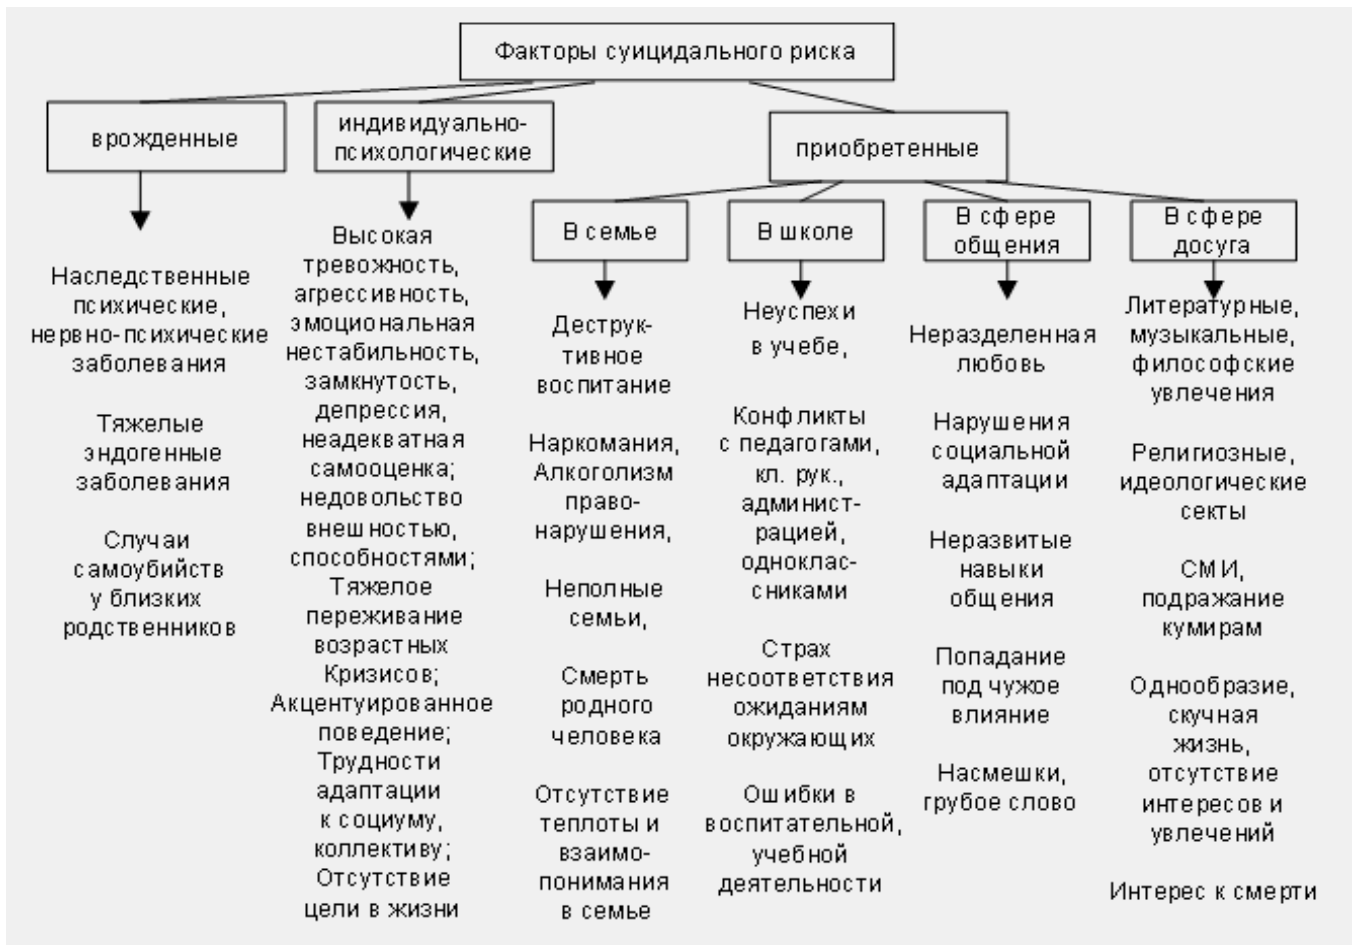 Факторы суицидального риска
врожденные
индивидуально-
психологические
приобретенные
В семье
В школе
В сфере
общения
В сфере
досуга
Наследственные
психические,
нервно-психические
заболевания
Тяжелые
эндогенные
заболевания
Случаи
самоубийств
у близких
родственников
Высокая
тревожность,
агрессивность,
эмоциональная
нестабильность,
замкнутость,
депрессия,
неадекватная
самооценка;
недовольство
внешностью,
способностями;
Тяжелое
переживание
возрастных
Кризисов;
Акцентуированное
поведение;
Трудности
адаптации
к социуму,
коллективу;
Отсутствие
цели в жизни
Деструк-
тивное
воспитание
Наркомания,
Алкоголизм
право-
нарушения,
Неполные
семьи,
Смерть
родного
человека
Отсутствие
теплоты и
взаимо-
понимания
в семье
Неуспехи
в учебе,
Конфликты
с педагогами,
кл. рук.,
админист-
рацией,
одноклас-
сниками
Страх
несоответствия
ожиданиям
окружающих
Ошибки в
воспитательной,
учебной
деятельности
Неразделенная
любовь
Нарушения
социальной
адаптации
Неразвитые
навыки
общения
Попадание
под чужое
влияние
Насмешки,
грубое слово
Литературные,
музыкальные,
философские
увлечения
Религиозные,
идеологические
секты
СМИ,
подражание
кумирам
Однообразие,
скучная
жизнь,
отсутствие
интересов и
увлечений
Интерес к смерти